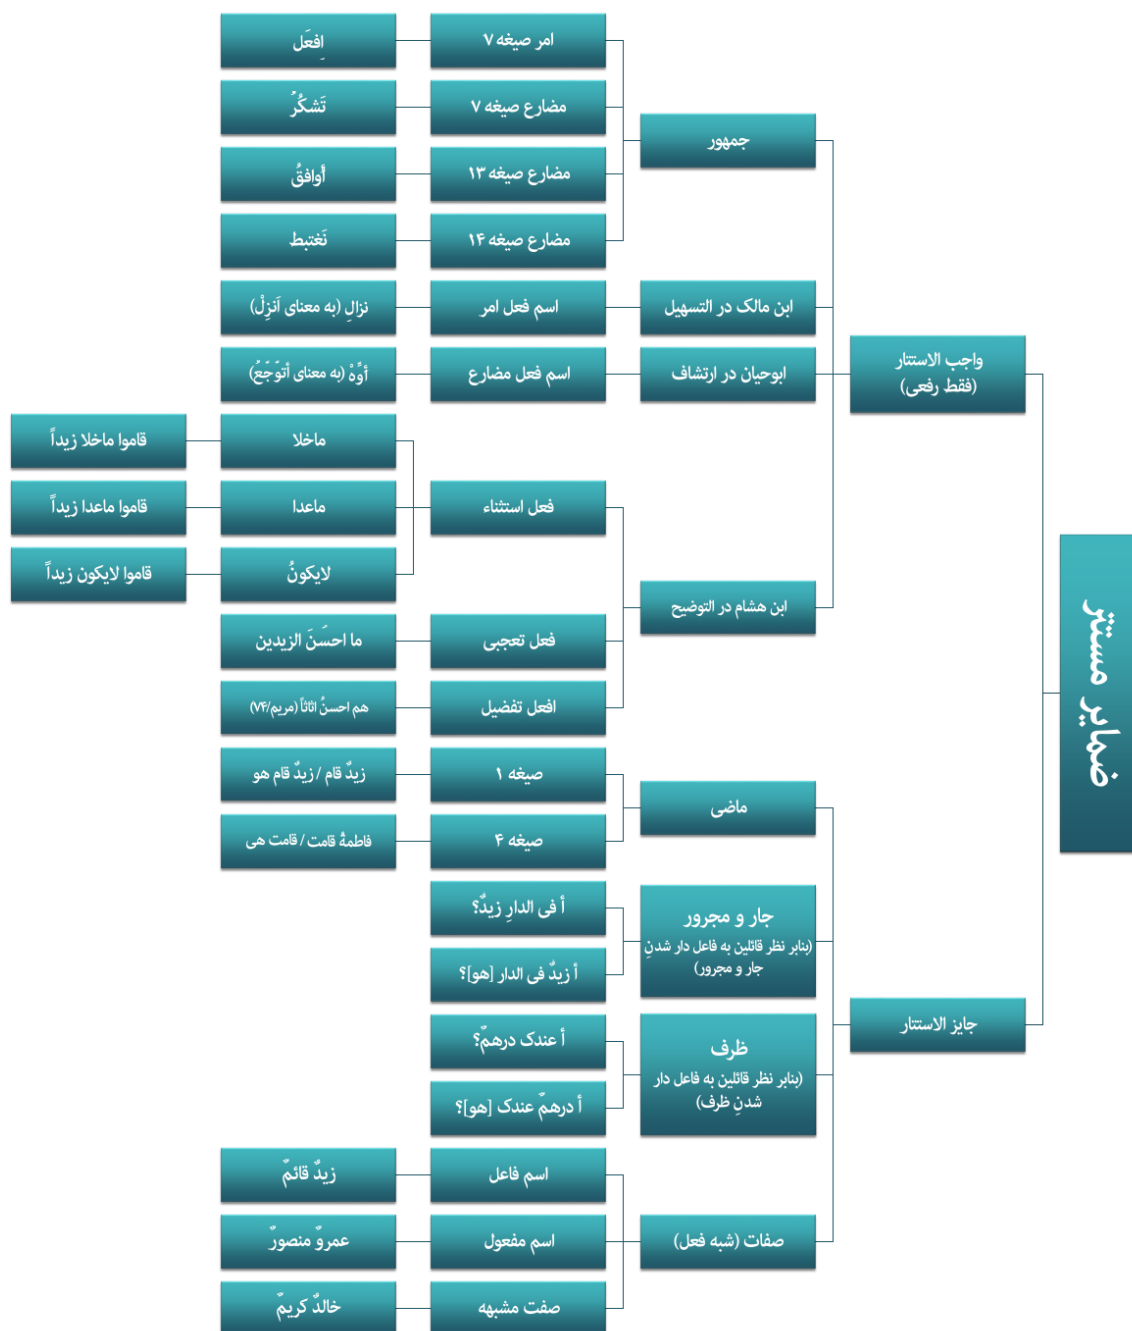 ضمایر مستتر
واجب الاستتار
(فقط رفعی)
جمهور
امر صیغه ۷
اِفعَل
مضارع صیغه ۷
تَشکُرُ
مضارع صیغه ۱۳
أوافقُ
مضارع صیغه ۱۴
نَغتبط
ابن مالک در التسهیل
اسم فعل امر
نزالِ (به معنای اَنزِلْ)
ابوحیان در ارتشاف
اسم فعل مضارع
أوَّهْ (به معنای أتوَجَّعُ)
ابن هشام در التوضیح
فعل استثناء
ماخلا
قاموا ماخلا زیداً
ماعدا
قاموا ماعدا زیداً
لایکونُ
قاموا لایکون زیداً
فعل تعجبی
ما احسَنَ الزیدین
افعل تفضیل
هم احسنُ اثاثاً (مریم/۷۴)
جایز الاستتار
ماضی
صیغه ۱
زیدٌ قام / زیدٌ قام هو
صیغه ۴
فاطمةُ قامت / قامت هی
جار و مجرور
(بنابر نظر قائلین به فاعل دار شدنِ
جار و مجرور)
أ فی الدارِ زیدٌ؟
أ زیدٌ فی الدار [هو]؟
ظرف
(بنابر نظر قائلین به فاعل دار
شدنِ ظرف)
أ عندک درهمٌ؟
أ درهمٌ عندک [هو]؟
صفات (شبه فعل)
اسم فاعل
زیدٌ قائمٌ
اسم مفعول
عمروٌ منصورٌ
صفت مشبهه
خالدٌ کریمٌ